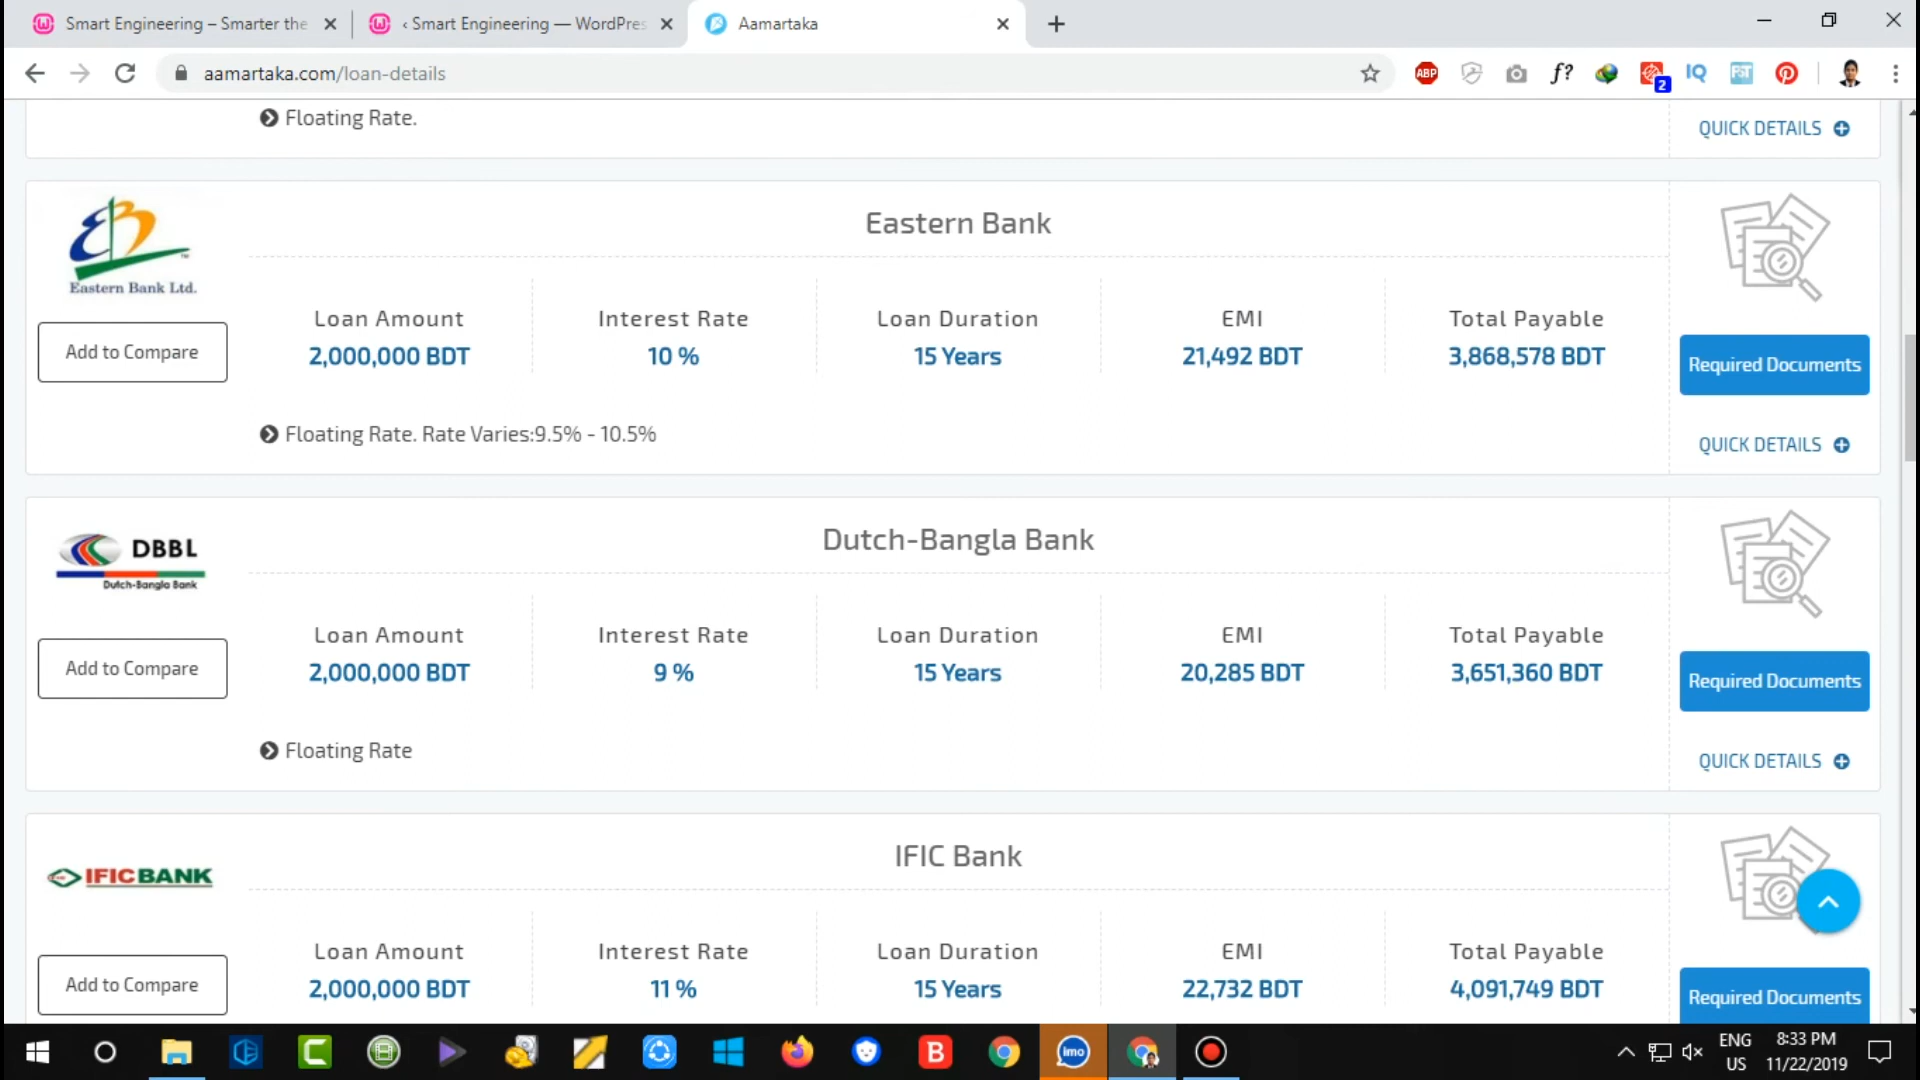 Smart Engineering – Smarter the
‹ Smart Engineering — WordPres
Aamartaka
aamartaka.com/loan-details
ABP
f?
2
IQ
PST
Floating Rate.
QUICK DETAILS
Eastern Bank Ltd.
Eastern Bank
Loan Amount Interest Rate Loan Duration EMI Total Payable
2,000,000 BDT 10 % 15 Years 21,492 BDT 3,868,578 BDT
Add to Compare
Required Documents
Floating Rate. Rate Varies:9.5% - 10.5%
QUICK DETAILS
DBBL
Dutch-Bangla Bank
Dutch-Bangla Bank
Loan Amount Interest Rate Loan Duration EMI Total Payable
2,000,000 BDT 9 % 15 Years 20,285 BDT 3,651,360 BDT
Add to Compare
Required Documents
Floating Rate
QUICK DETAILS
IFIC BANK
IFIC Bank
Loan Amount Interest Rate Loan Duration EMI Total Payable
2,000,000 BDT 11 % 15 Years 22,732 BDT 4,091,749 BDT
Add to Compare
Required Documents
B
imo
ENG
US
8:33 PM
11/22/2019